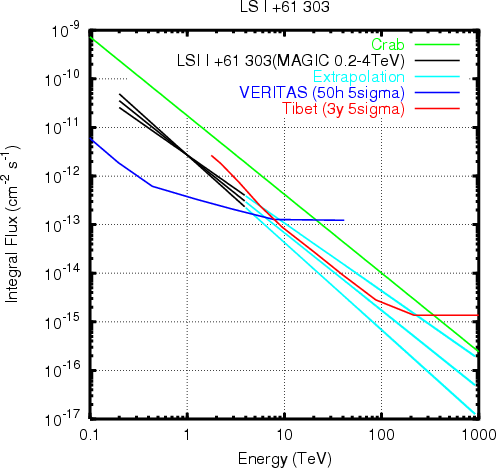 LS I +61 303
Crab
LSI I +61 303(MAGIC 0.2-4TeV)
Extrapolation
VERITAS (50h 5sigma)
Tibet (3y 5sigma)
Integral Flux (cm⁻² s⁻¹)
10⁻⁹
10⁻¹⁰
10⁻¹¹
10⁻¹²
10⁻¹³
10⁻¹⁴
10⁻¹⁵
10⁻¹⁶
10⁻¹⁷
0.1 1 10 100 1000
Energy (TeV)